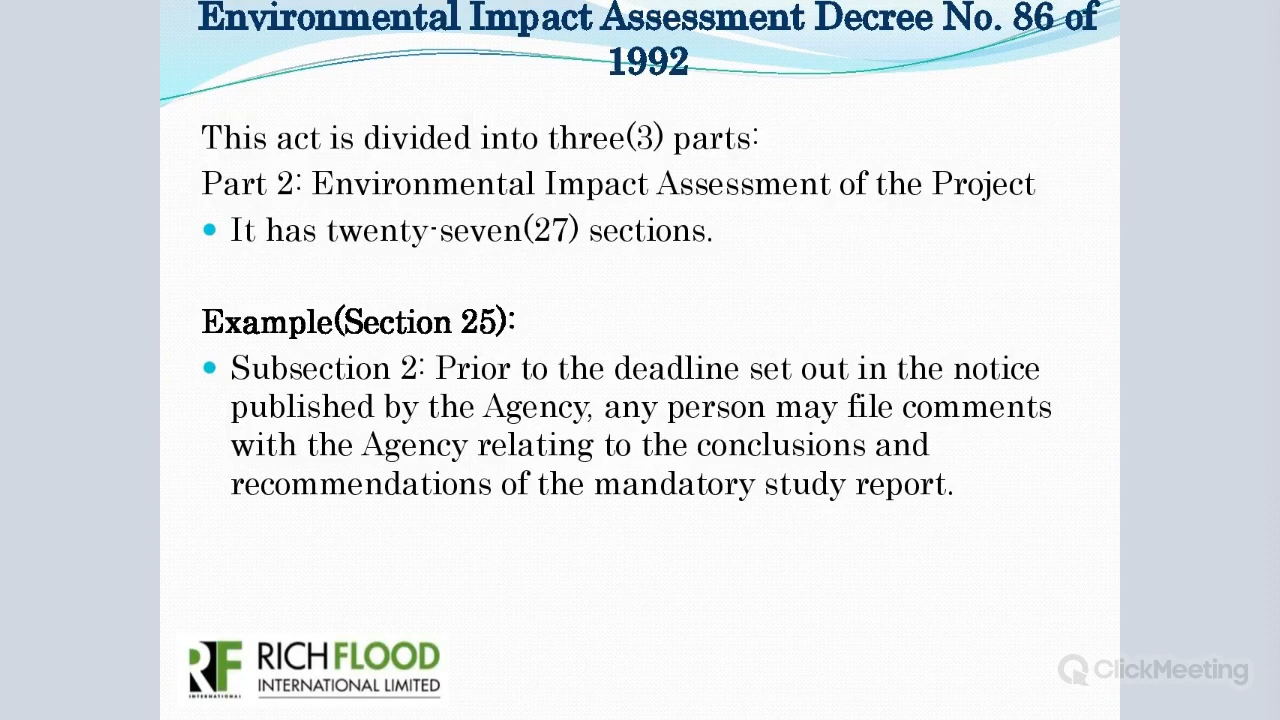 Environmental Impact Assessment Decree No. 86 of
1992
This act is divided into three(3) parts:
Part 2: Environmental Impact Assessment of the Project
• It has twenty-seven(27) sections.
Example(Section 25):
• Subsection 2: Prior to the deadline set out in the notice
published by the Agency, any person may file comments
with the Agency relating to the conclusions and
recommendations of the mandatory study report.
RF
INTERNATIONAL
RICHFLOOD
INTERNATIONAL LIMITED
ClickMeeting